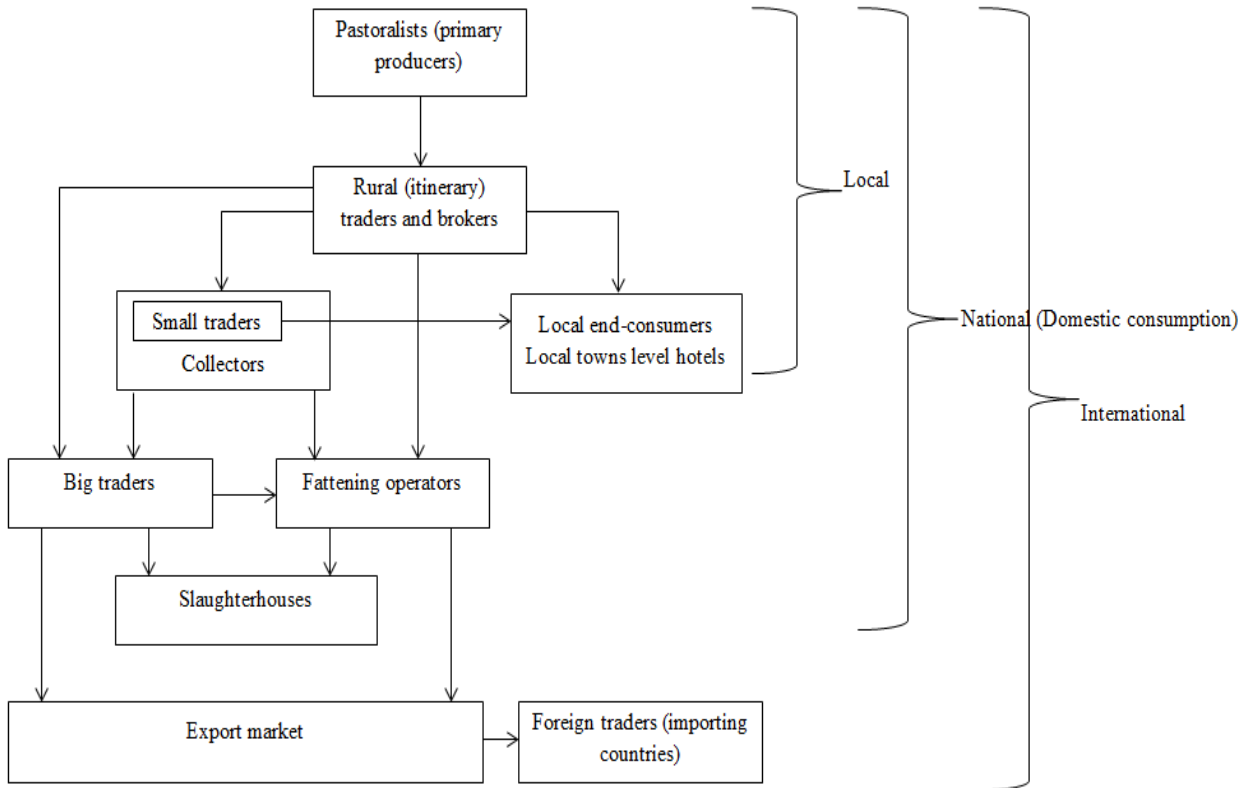 Pastoralists (primary
producers)
Rural (itinerary)
traders and brokers
Local
Small traders
Collectors
Local end-consumers
Local towns level hotels
National (Domestic consumption)
International
Big traders
Fattening operators
Slaughterhouses
Export market
Foreign traders (importing
countries)